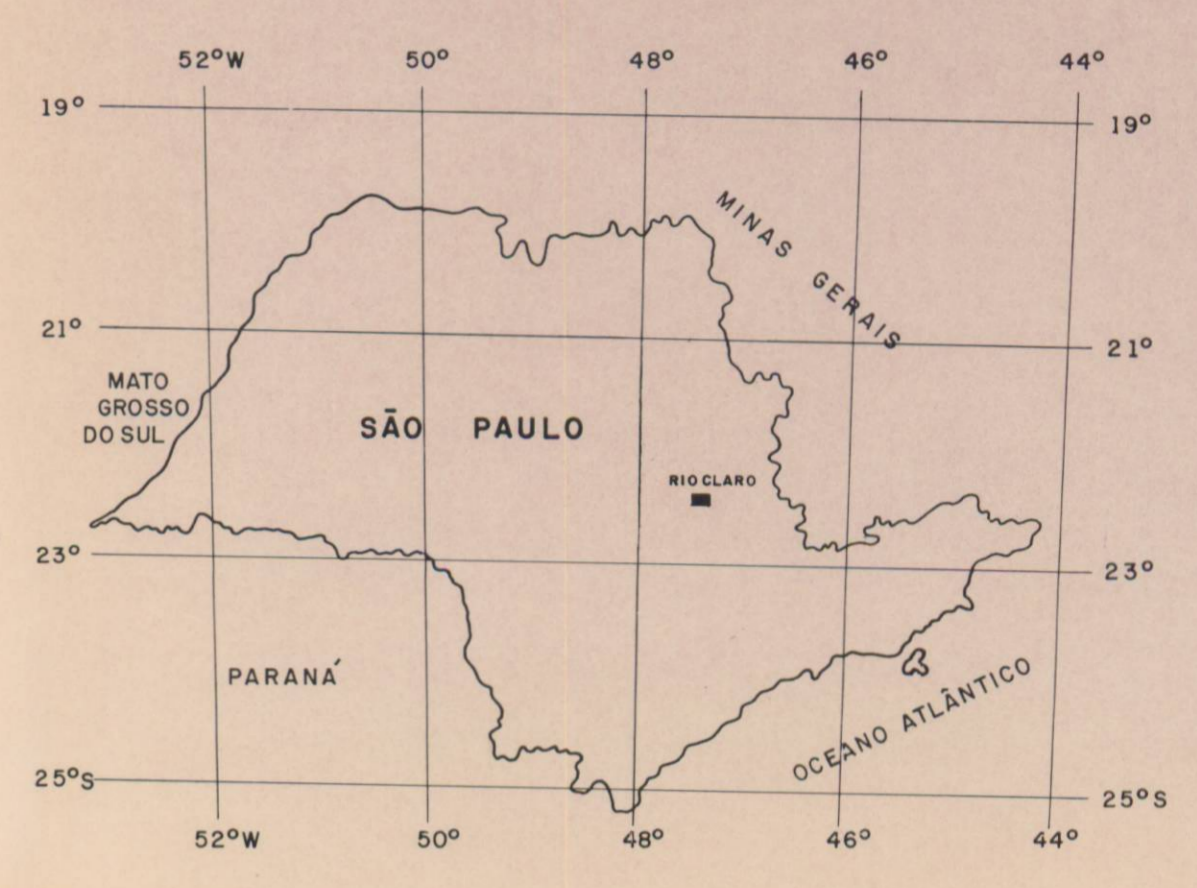 52°W 50° 48° 46° 44°
19° 19°
MINAS GERAIS
21° 21°
MATO
GROSSO
DO SUL
SÃO PAULO
RIO CLARO
23° 23°
PARANÁ
OCEANO ATLÂNTICO
25°S 25°S
52°W 50° 48° 46° 44°